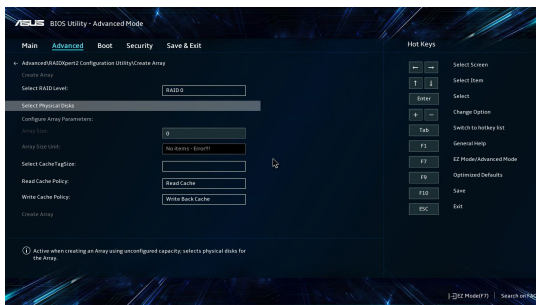 ASUS BIOS Utility - Advanced Mode
Main Advanced Boot Security Save & Exit
Hot Keys
← Advanced\RAIDXpert2 Configuration Utility\Create Array
Create Array
Select RAID Level: RAID 0
Select Physical Disks
Configure Array Parameters:
Array Size: 0
Array Size Unit: No items - Error!!!
Select CacheTagSize:
Read Cache Policy: Read Cache
Write Cache Policy: Write Back Cache
Create Array
← → Select Screen
↑ ↓ Select Item
Enter Select
+ − Change Option
Tab Switch to hotkey list
F1 General Help
F7 EZ Mode/Advanced Mode
F9 Optimized Defaults
F10 Save
ESC Exit
Active when creating an Array using unconfigured capacity; selects physical disks for
the Array.
EZ Mode(F7) | Search on FAQ